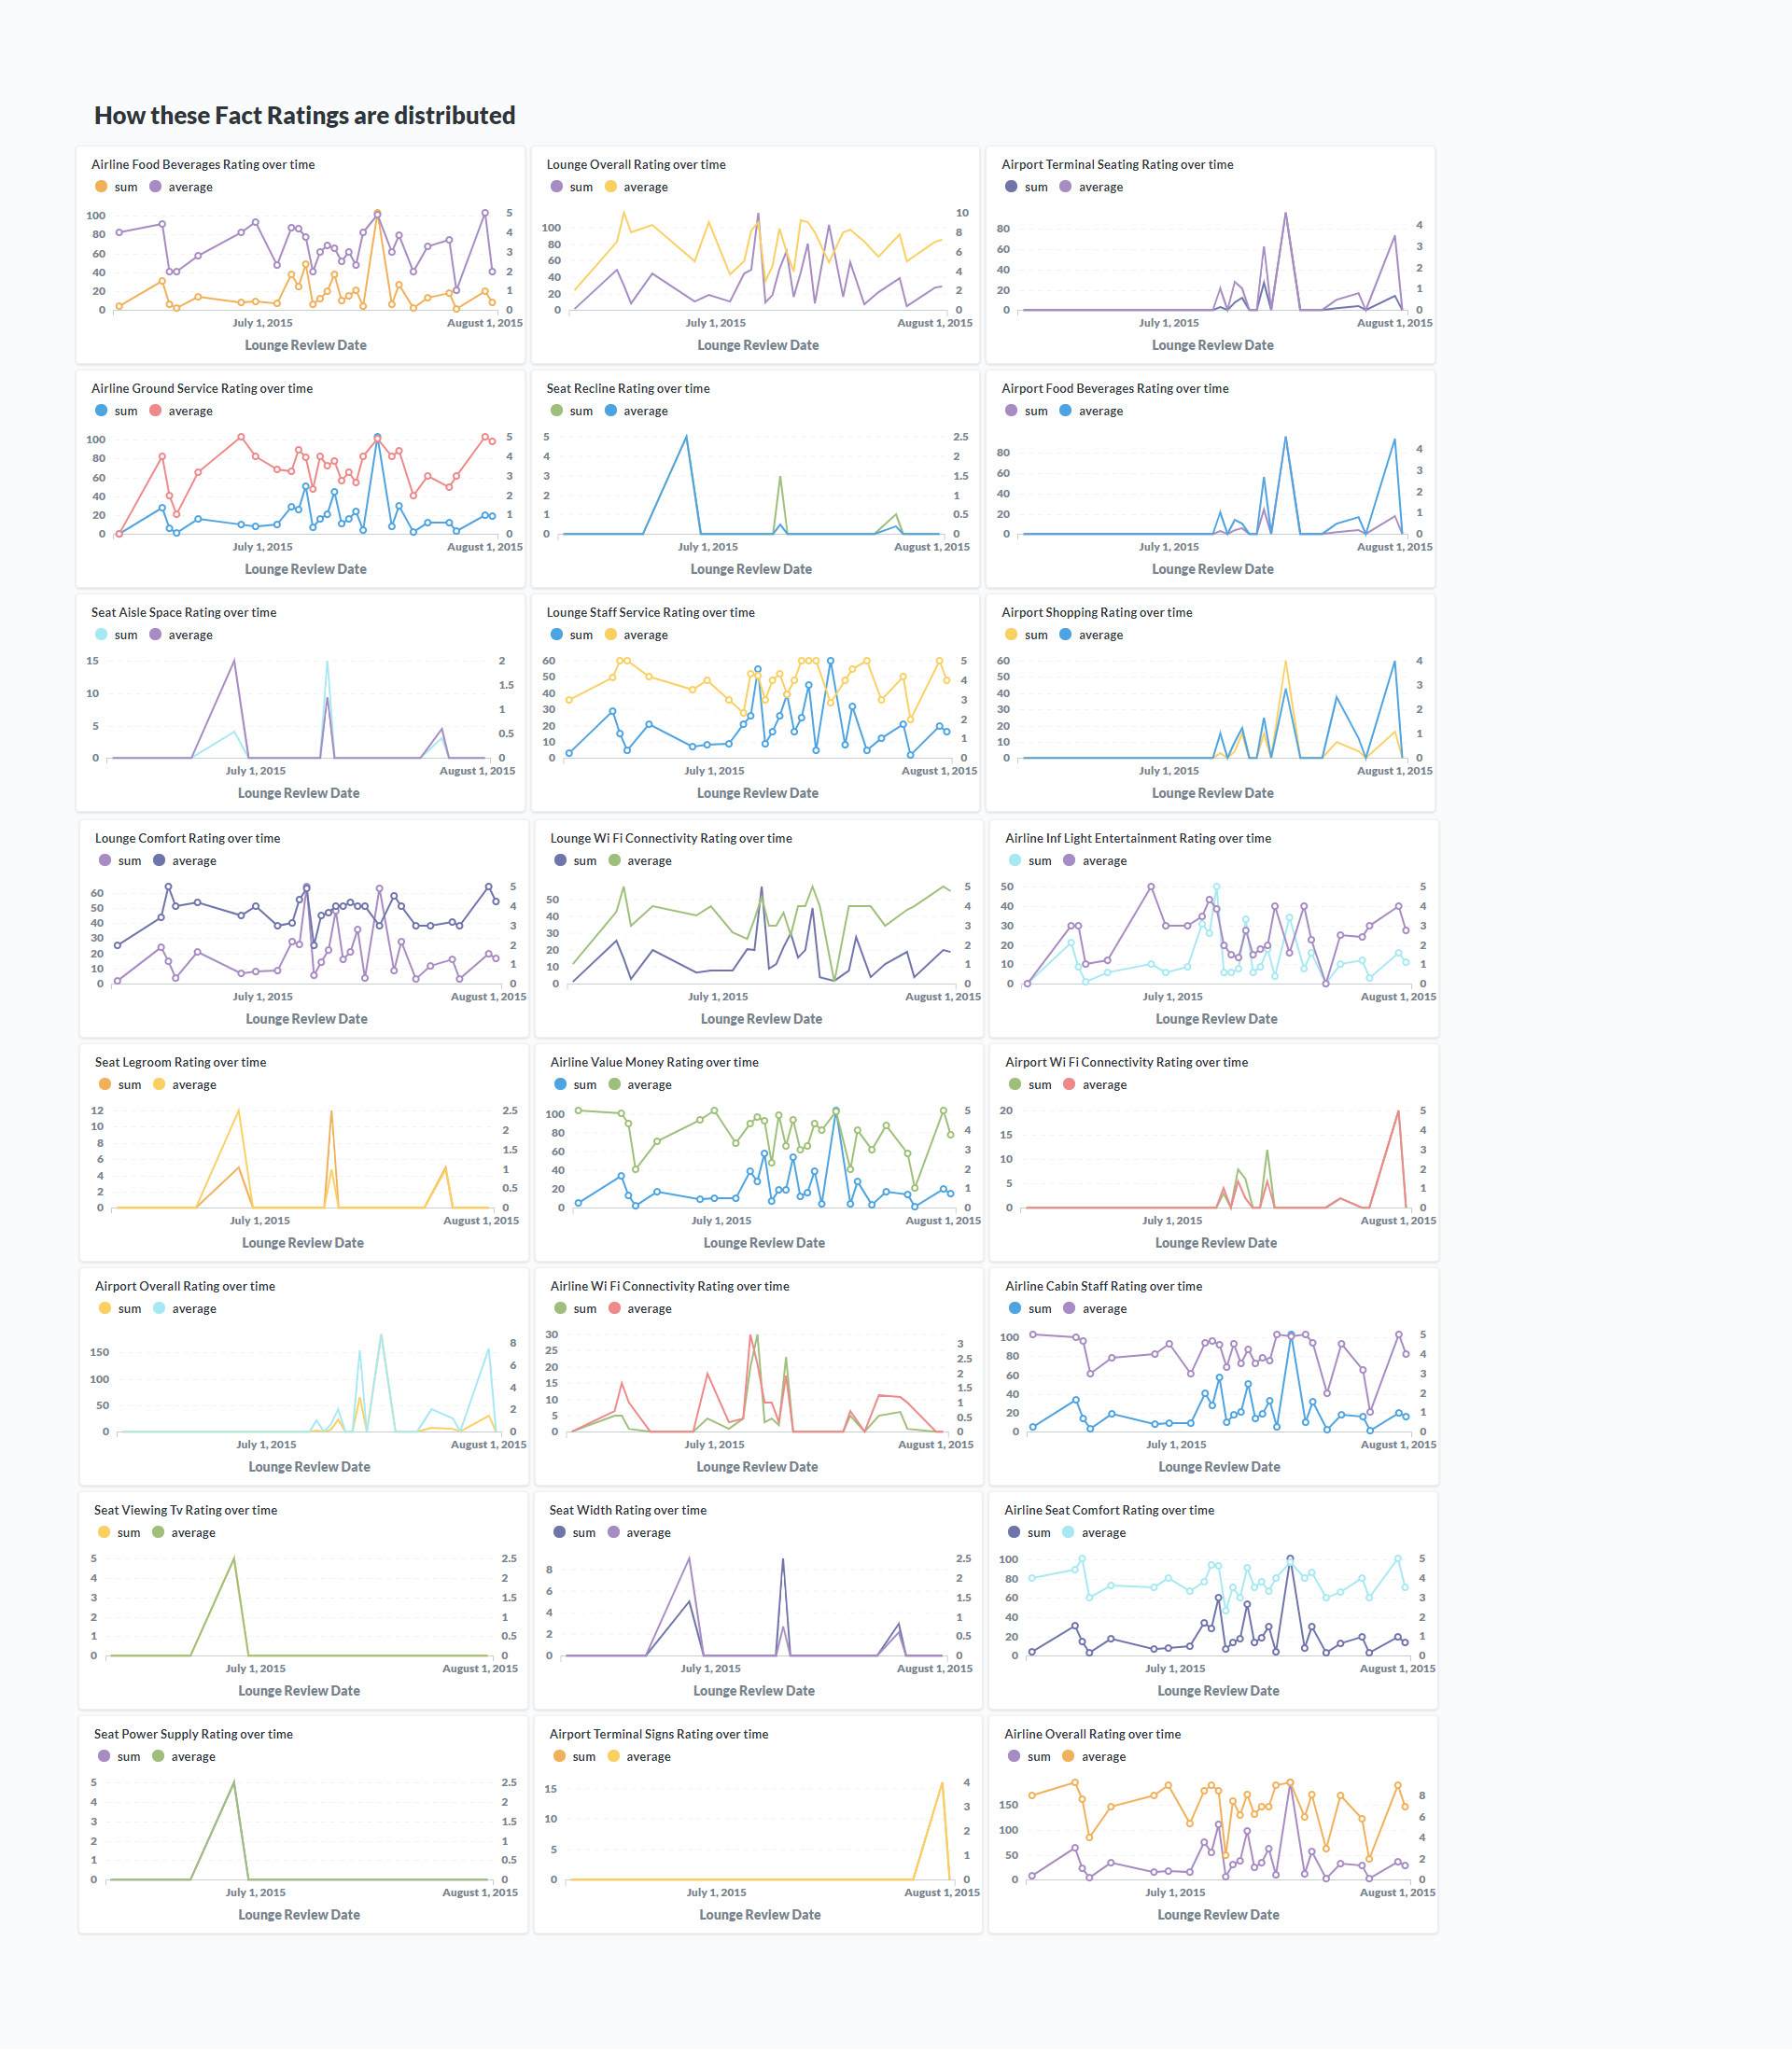 How these Fact Ratings are distributed
Airline Food Beverages Rating over time
sum average
100 80 60 40 20 0
5 4 3 2 1 0
July 1, 2015 August 1, 2015
Lounge Review Date
Lounge Overall Rating over time
sum average
100 80 60 40 20 0
10 8 6 4 2 0
July 1, 2015 August 1, 2015
Lounge Review Date
Airport Terminal Seating Rating over time
sum average
80 60 40 20 0
4 3 2 1 0
July 1, 2015 August 1, 2015
Lounge Review Date
Airline Ground Service Rating over time
sum average
100 80 60 40 20 0
5 4 3 2 1 0
July 1, 2015 August 1, 2015
Lounge Review Date
Seat Recline Rating over time
sum average
5 4 3 2 1 0
2.5 2 1.5 1 0.5 0
July 1, 2015 August 1, 2015
Lounge Review Date
Airport Food Beverages Rating over time
sum average
80 60 40 20 0
4 3 2 1 0
July 1, 2015 August 1, 2015
Lounge Review Date
Seat Aisle Space Rating over time
sum average
15 10 5 0
2 1.5 1 0.5 0
July 1, 2015 August 1, 2015
Lounge Review Date
Lounge Staff Service Rating over time
sum average
60 50 40 30 20 10 0
5 4 3 2 1 0
July 1, 2015 August 1, 2015
Lounge Review Date
Airport Shopping Rating over time
sum average
60 50 40 30 20 10 0
4 3 2 1 0
July 1, 2015 August 1, 2015
Lounge Review Date
Lounge Comfort Rating over time
sum average
60 50 40 30 20 10 0
5 4 3 2 1 0
July 1, 2015 August 1, 2015
Lounge Review Date
Lounge Wi Fi Connectivity Rating over time
sum average
50 40 30 20 10 0
5 4 3 2 1 0
July 1, 2015 August 1, 2015
Lounge Review Date
Airline Inf Light Entertainment Rating over time
sum average
50 40 30 20 10 0
5 4 3 2 1 0
July 1, 2015 August 1, 2015
Lounge Review Date
Seat Legroom Rating over time
sum average
12 10 8 6 4 2 0
2.5 2 1.5 1 0.5 0
July 1, 2015 August 1, 2015
Lounge Review Date
Airline Value Money Rating over time
sum average
100 80 60 40 20 0
5 4 3 2 1 0
July 1, 2015 August 1, 2015
Lounge Review Date
Airport Wi Fi Connectivity Rating over time
sum average
20 15 10 5 0
5 4 3 2 1 0
July 1, 2015 August 1, 2015
Lounge Review Date
Airport Overall Rating over time
sum average
150 100 50 0
8 6 4 2 0
July 1, 2015 August 1, 2015
Lounge Review Date
Airline Wi Fi Connectivity Rating over time
sum average
30 25 20 15 10 5 0
3 2.5 2 1.5 1 0.5 0
July 1, 2015 August 1, 2015
Lounge Review Date
Airline Cabin Staff Rating over time
sum average
100 80 60 40 20 0
5 4 3 2 1 0
July 1, 2015 August 1, 2015
Lounge Review Date
Seat Viewing Tv Rating over time
sum average
5 4 3 2 1 0
2.5 2 1.5 1 0.5 0
July 1, 2015 August 1, 2015
Lounge Review Date
Seat Width Rating over time
sum average
8 6 4 2 0
2.5 2 1.5 1 0.5 0
July 1, 2015 August 1, 2015
Lounge Review Date
Airline Seat Comfort Rating over time
sum average
100 80 60 40 20 0
5 4 3 2 1 0
July 1, 2015 August 1, 2015
Lounge Review Date
Seat Power Supply Rating over time
sum average
5 4 3 2 1 0
2.5 2 1.5 1 0.5 0
July 1, 2015 August 1, 2015
Lounge Review Date
Airport Terminal Signs Rating over time
sum average
15 10 5 0
4 3 2 1 0
July 1, 2015 August 1, 2015
Lounge Review Date
Airline Overall Rating over time
sum average
150 100 50 0
8 6 4 2 0
July 1, 2015 August 1, 2015
Lounge Review Date